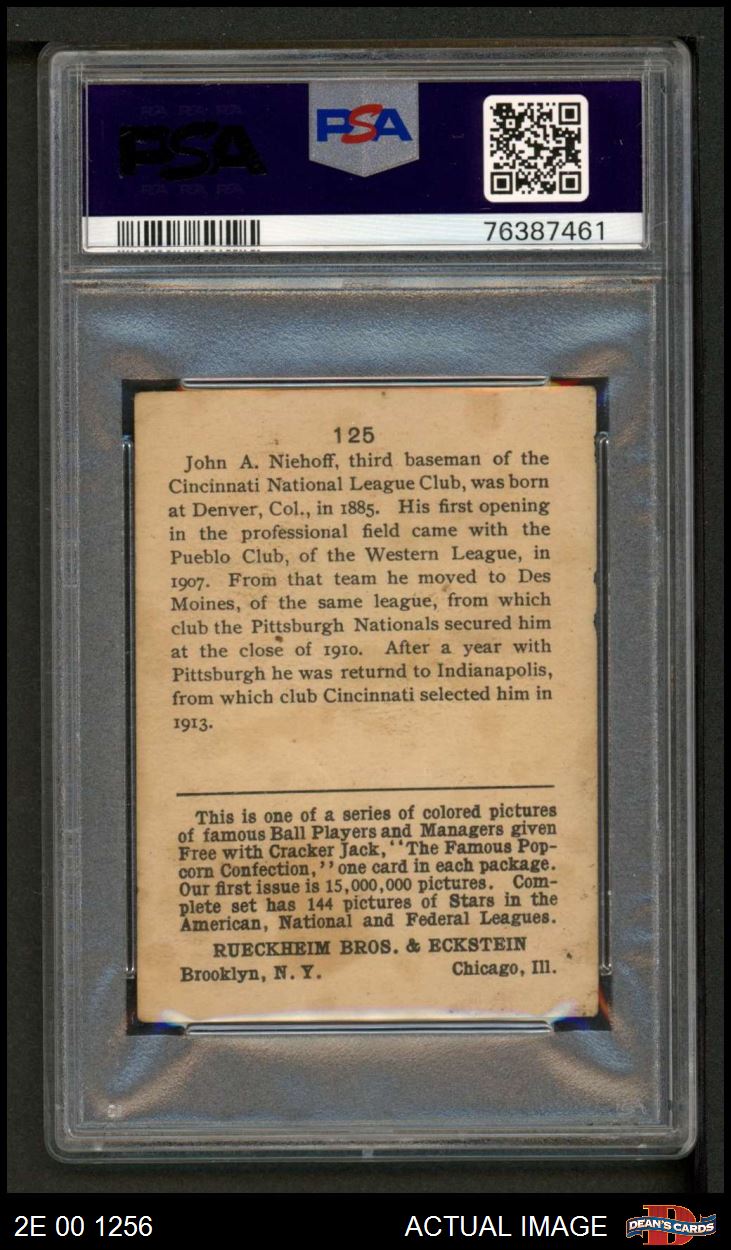 PSA
PSA
76387461
125
John A. Niehoff, third baseman of the
Cincinnati National League Club, was born
at Denver, Col., in 1885. His first opening
in the professional field came with the
Pueblo Club, of the Western League, in
1907. From that team he moved to Des
Moines, of the same league, from which
club the Pittsburgh Nationals secured him
at the close of 1910. After a year with
Pittsburgh he was returnd to Indianapolis,
from which club Cincinnati selected him in
1913.
This is one of a series of colored pictures
of famous Ball Players and Managers given
Free with Cracker Jack, "The Famous Pop-
corn Confection," one card in each package.
Our first issue is 15,000,000 pictures. Com-
plete set has 144 pictures of Stars in the
American, National and Federal Leagues.
RUECKHEIM BROS. & ECKSTEIN
Brooklyn, N. Y. Chicago, Ill.
2E 00 1256 ACTUAL IMAGE DEAN'S CARDS